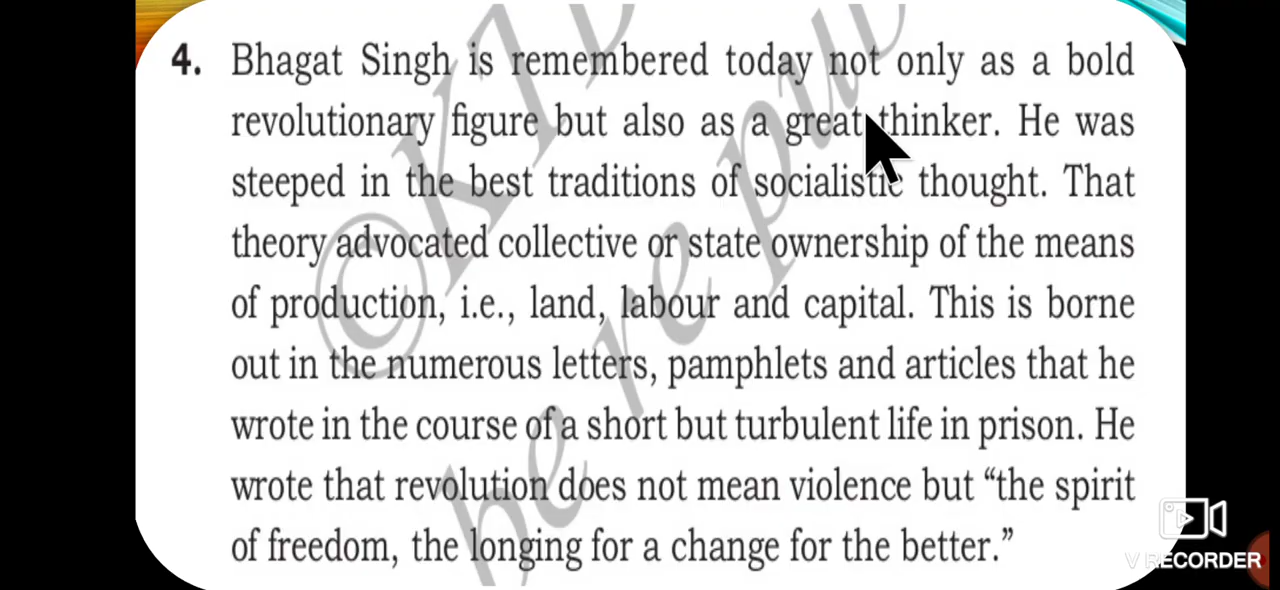 4. Bhagat Singh is remembered today not only as a bold
revolutionary figure but also as a great thinker. He was
steeped in the best traditions of socialistic thought. That
theory advocated collective or state ownership of the means
of production, i.e., land, labour and capital. This is borne
out in the numerous letters, pamphlets and articles that he
wrote in the course of a short but turbulent life in prison. He
wrote that revolution does not mean violence but “the spirit
of freedom, the longing for a change for the better.”
©KT
be re pu
V RECORDER